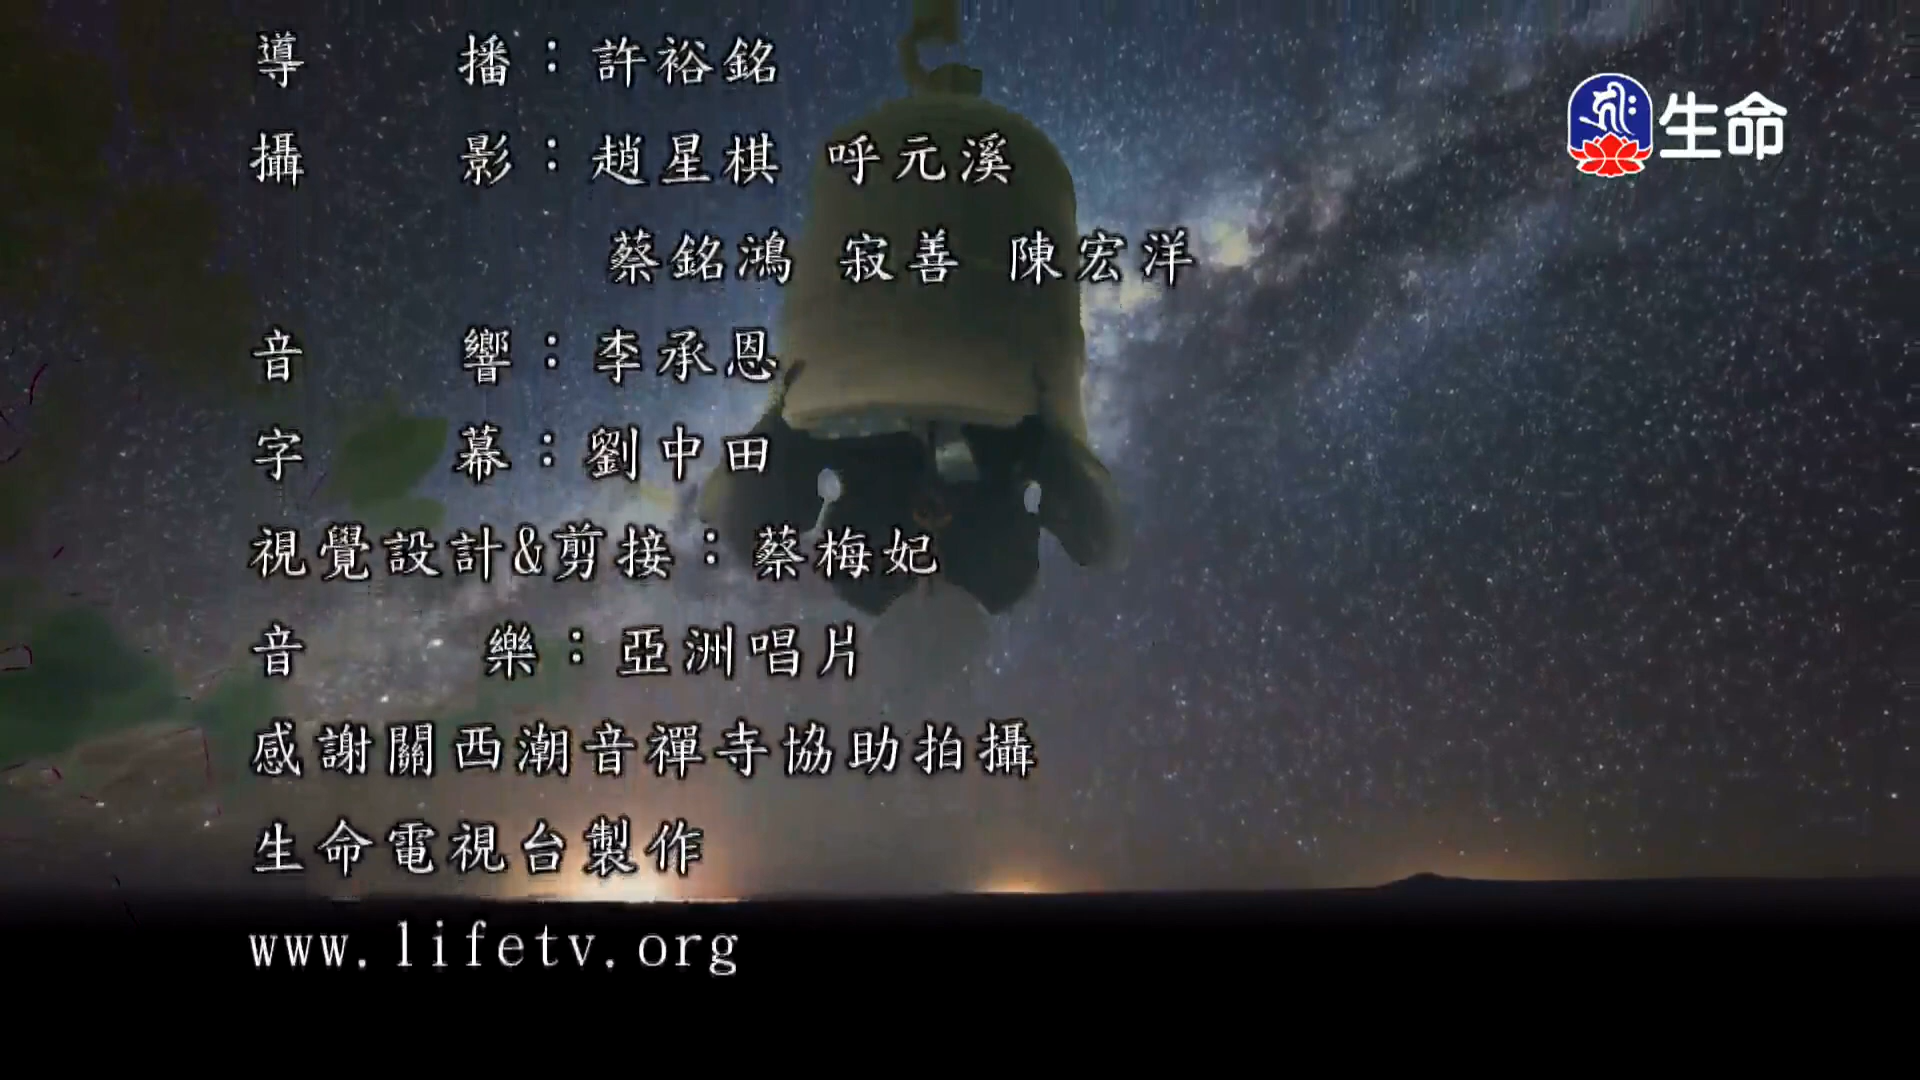 導播：許裕銘
生命
攝影：趙星棋 呼元溪
蔡銘鴻 寂善 陳宏洋
音響：李承恩
字幕：劉中田
視覺設計&剪接：蔡梅妃
音樂：亞洲唱片
感謝關西潮音禪寺協助拍攝
生命電視台製作
www.lifetv.org